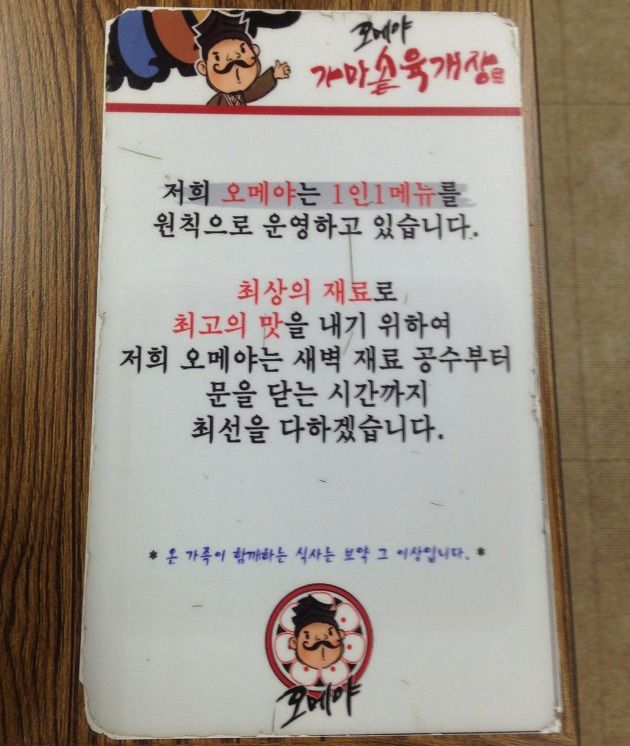 오메야
가마솥육개장
저희 오메야는 1인1메뉴를
원칙으로 운영하고 있습니다.
최상의 재료로
최고의 맛을 내기 위하여
저희 오메야는 새벽 재료 공수부터
문을 닫는 시간까지
최선을 다하겠습니다.
* 온 가족이 함께하는 식사는 보약 그 이상입니다. *
오메야